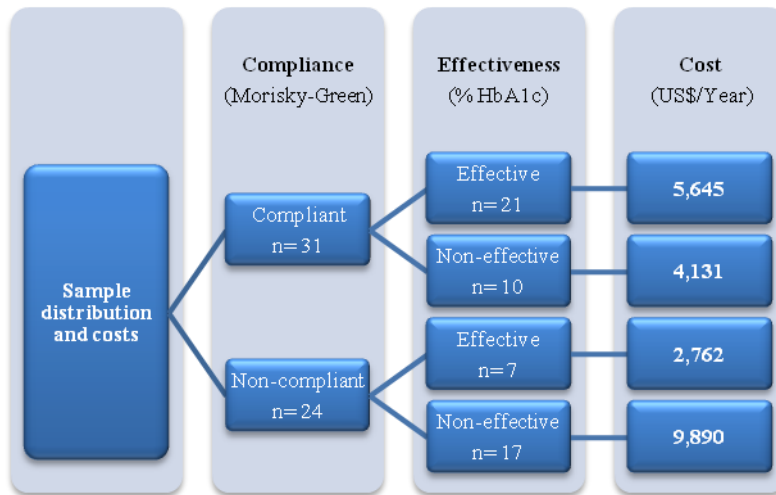 Compliance
(Morisky-Green)
Effectiveness
(% HbA1c)
Cost
(US$/Year)
Sample
distribution
and costs
Compliant
n=31
Non-compliant
n=24
Effective
n=21
Non-effective
n=10
Effective
n=7
Non-effective
n=17
5,645
4,131
2,762
9,890